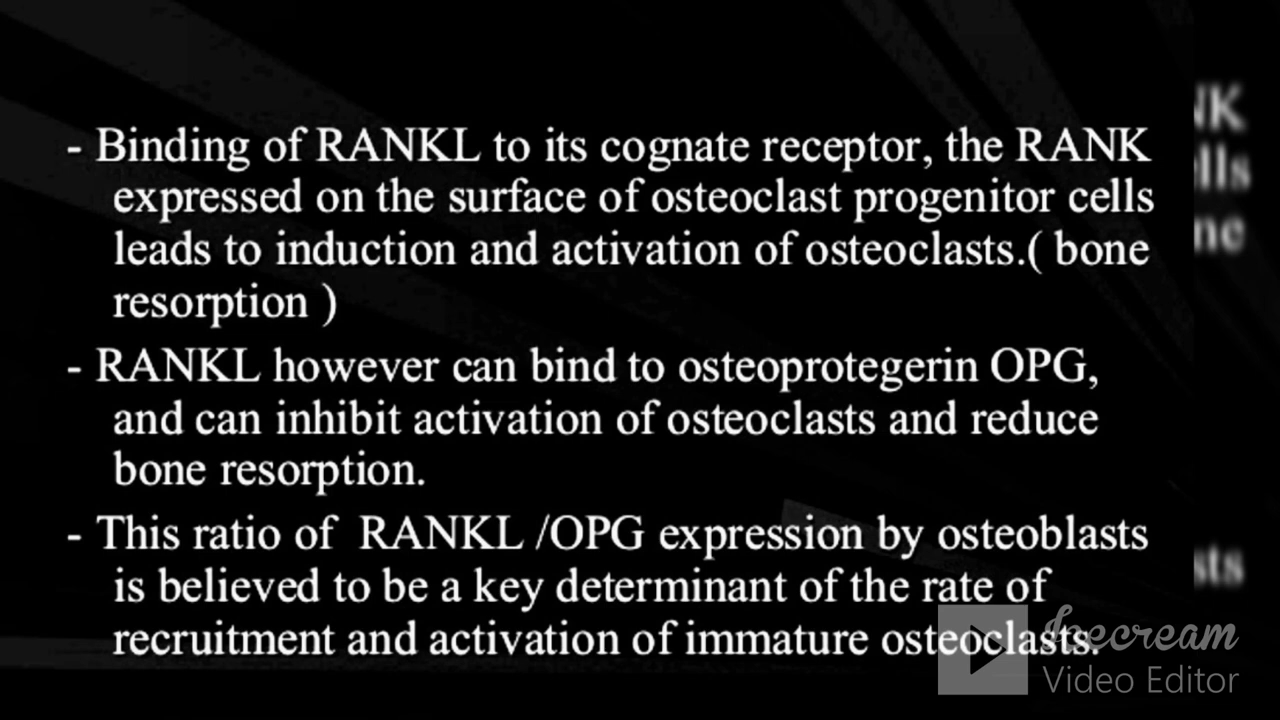 - Binding of RANKL to its cognate receptor, the RANK
expressed on the surface of osteoclast progenitor cells
leads to induction and activation of osteoclasts.( bone
resorption )
- RANKL however can bind to osteoprotegerin OPG,
and can inhibit activation of osteoclasts and reduce
bone resorption.
- This ratio of RANKL /OPG expression by osteoblasts
is believed to be a key determinant of the rate of
recruitment and activation of immature osteoclasts.
Icecream
Video Editor